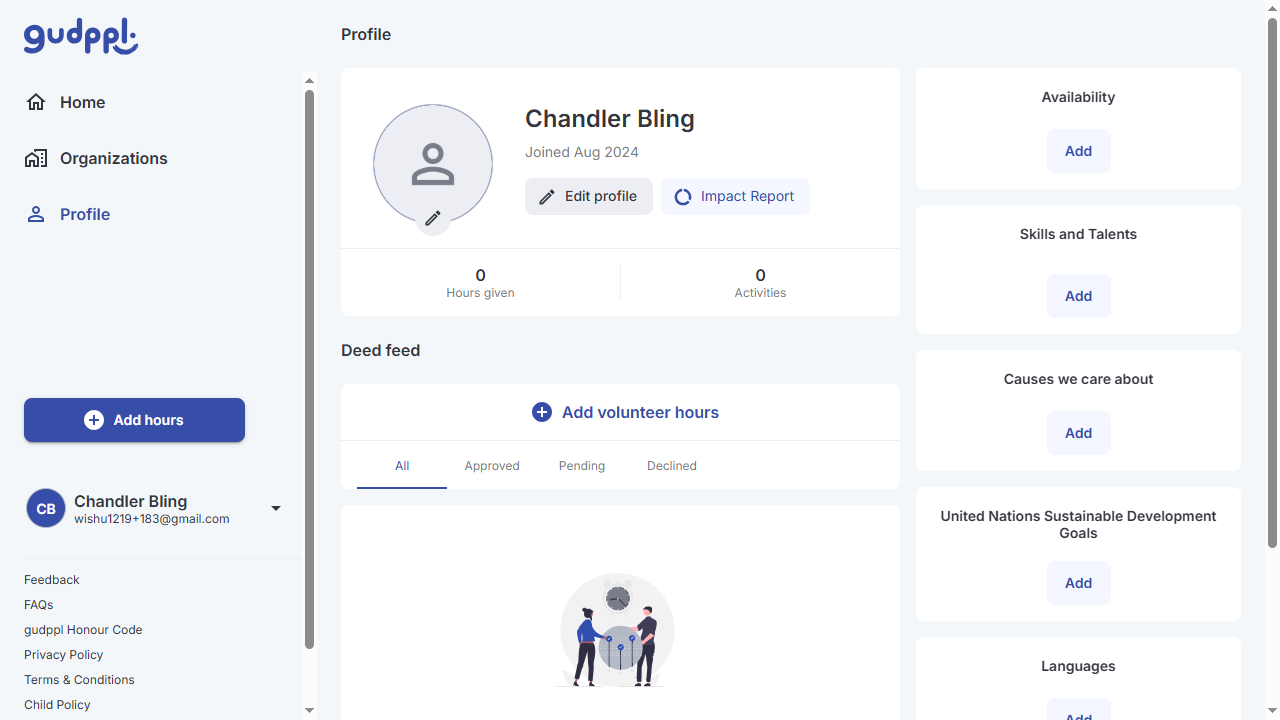 gudppl
Home
Organizations
Profile
Add hours
CB
Chandler Bling
wishu1219+183@gmail.com
Feedback
FAQs
gudppl Honour Code
Privacy Policy
Terms & Conditions
Child Policy
Profile
Chandler Bling
Joined Aug 2024
Edit profile
Impact Report
0
Hours given
0
Activities
Deed feed
Add volunteer hours
All
Approved
Pending
Declined
Availability
Add
Skills and Talents
Add
Causes we care about
Add
United Nations Sustainable Development
Goals
Add
Languages
Add